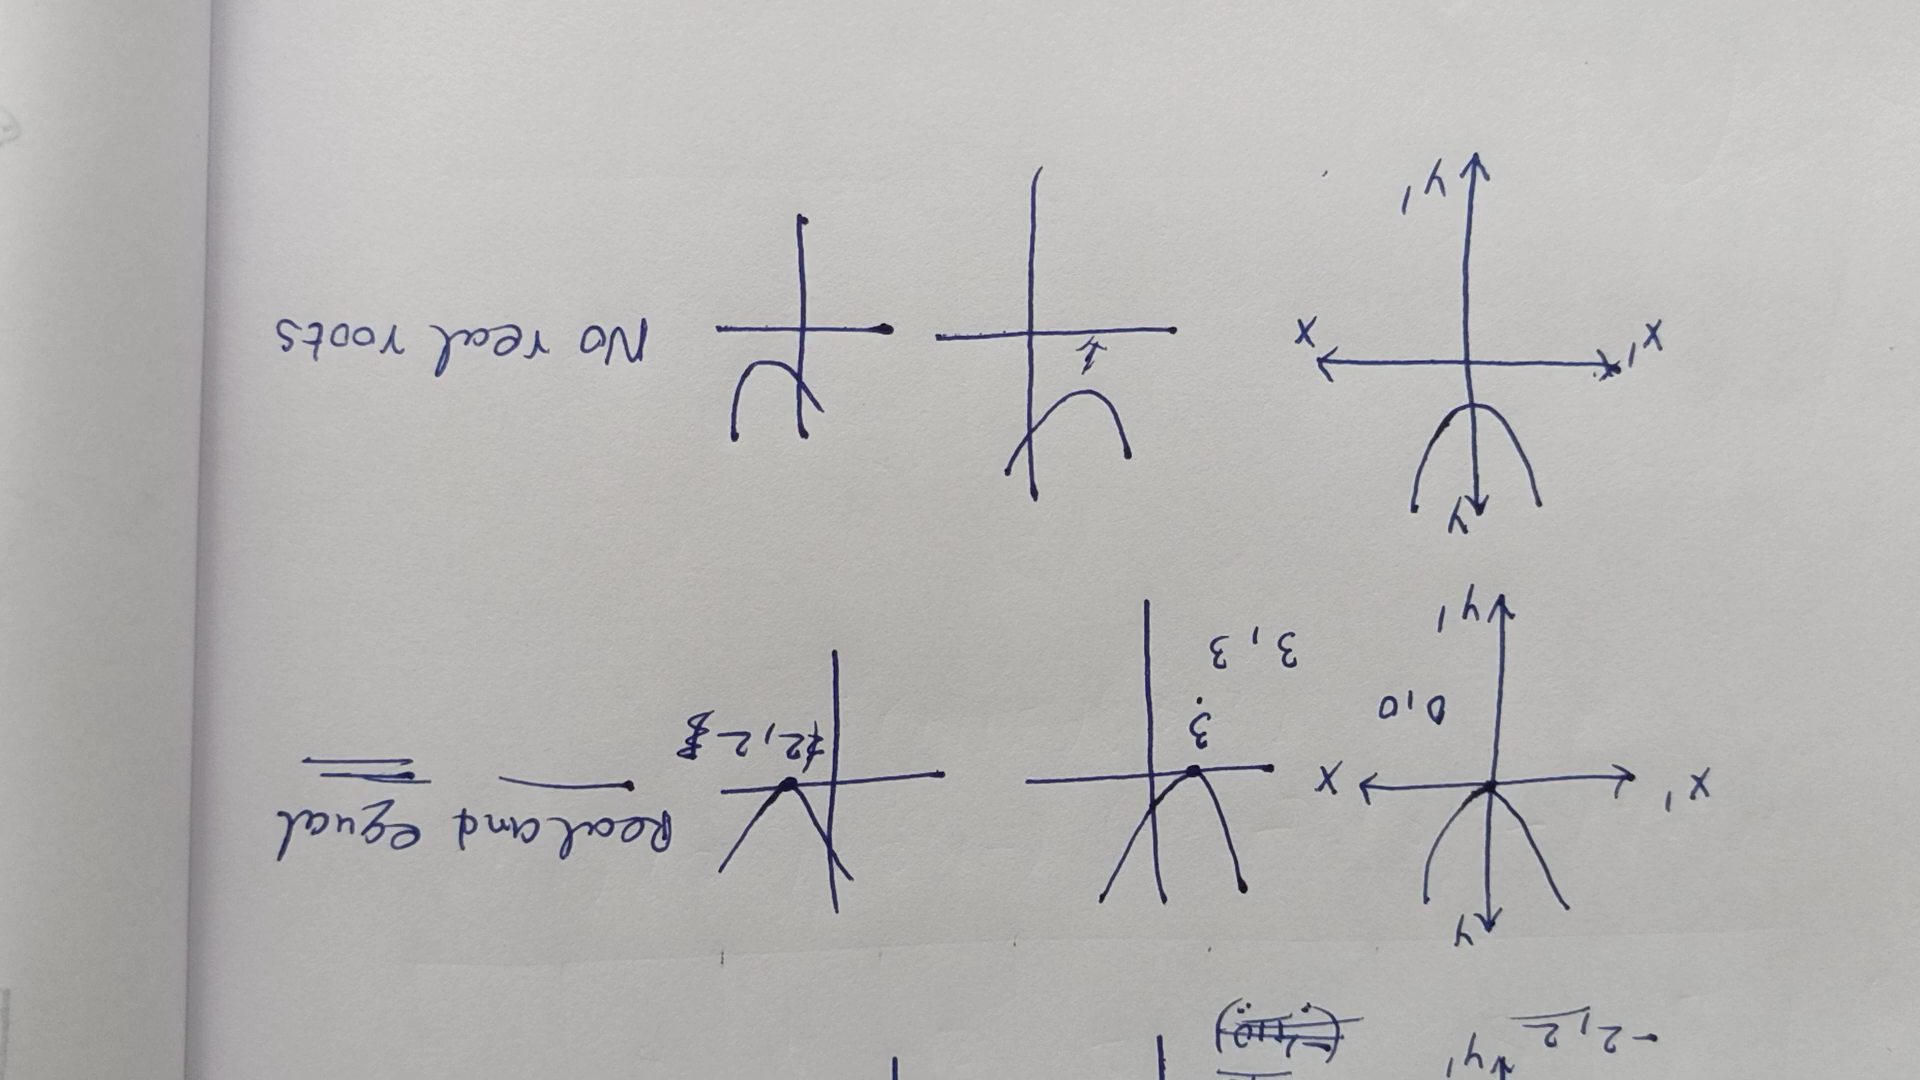 -2, 2
y'
y
x' x
0,0
y'
3
3, 3
2, -2
Real and equal
y
x' x
y'
No real roots